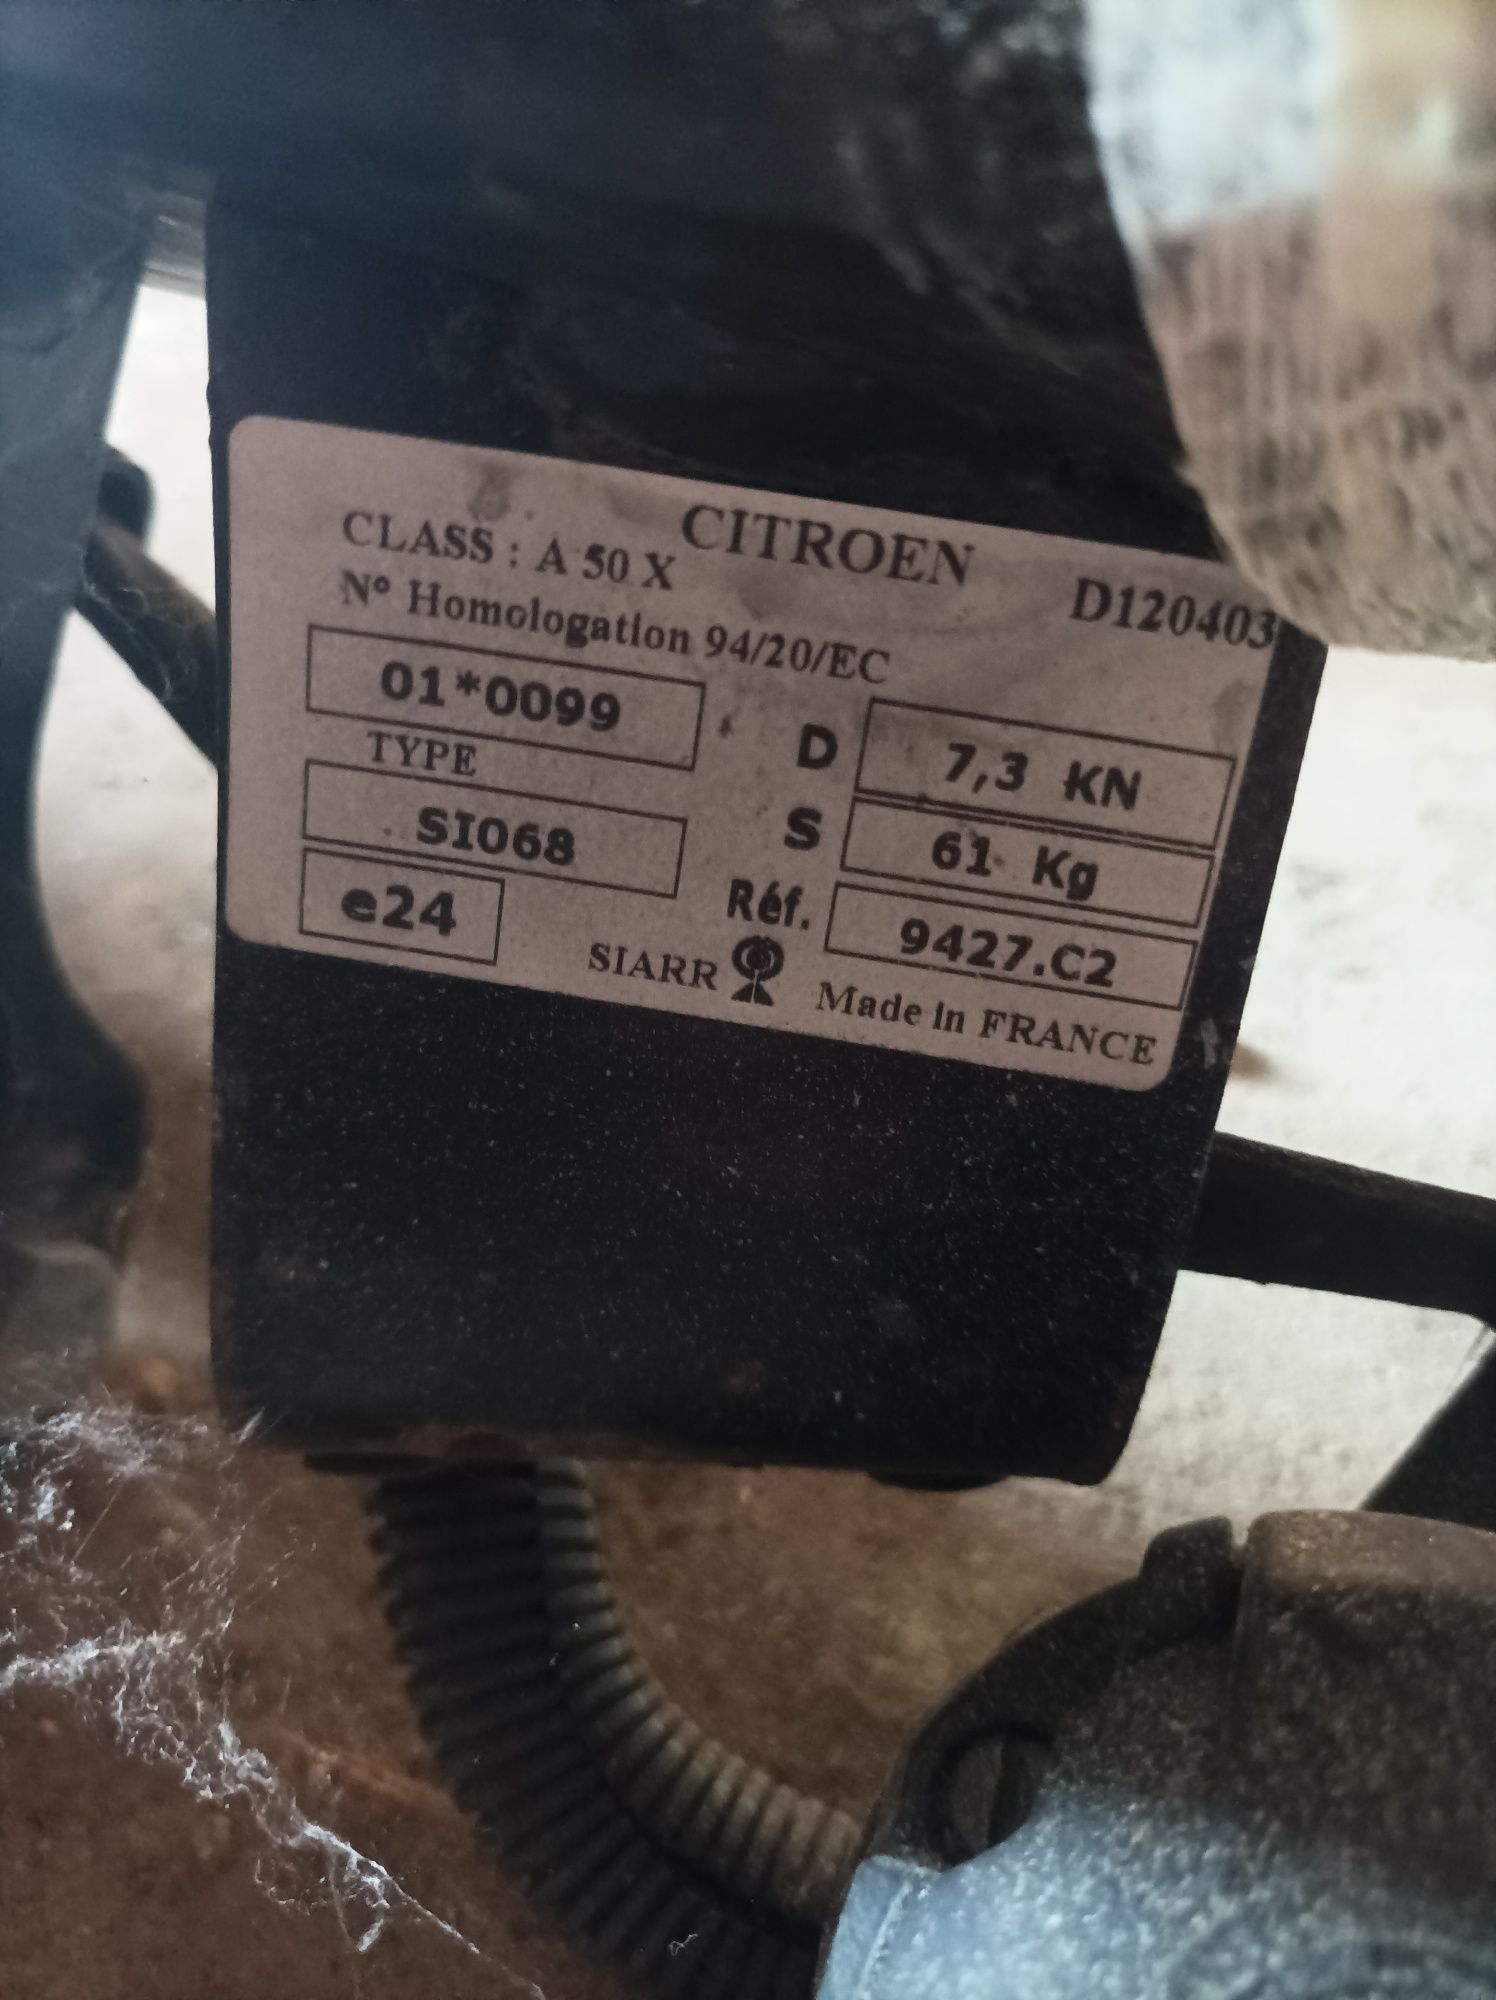 CITROEN
CLASS : A 50 X
D120403
N° Homologation 94/20/EC
01*0099
D 7,3 KN
TYPE
SI068
S 61 Kg
e24
Réf. 9427.C2
SIARR Made in FRANCE